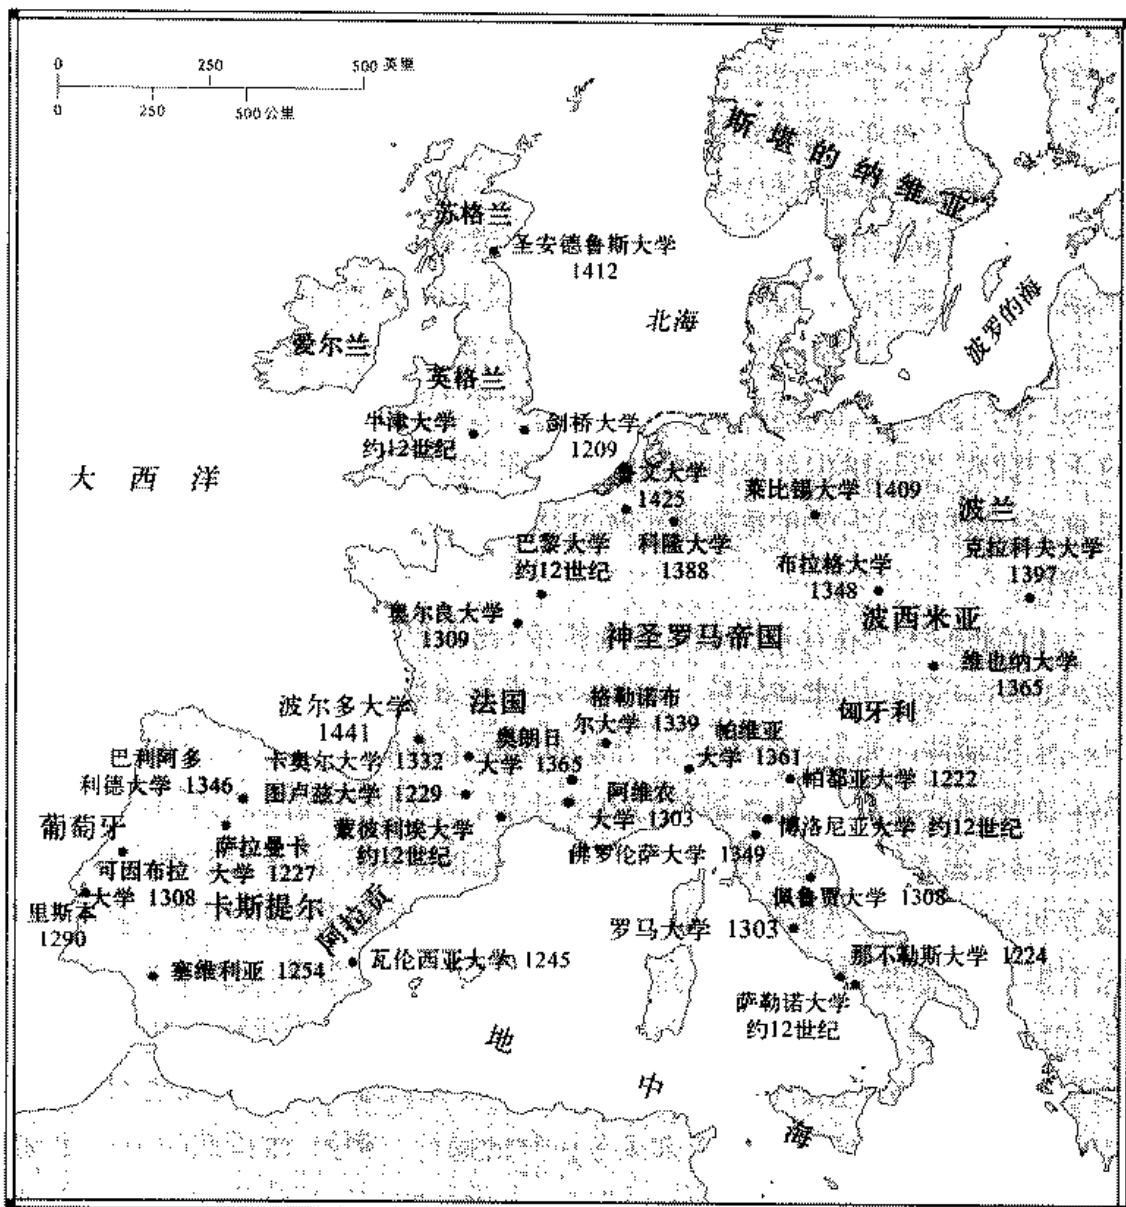 0 250 500 英里
0 250 500公里
斯堪的纳维亚
苏格兰
圣安德鲁斯大学
1412
北海
波罗的海
爱尔兰
英格兰
牛津大学
约12世纪
剑桥大学
1209
大西洋
鲁文大学
1425
莱比锡大学 1409
波兰
巴黎大学
约12世纪
科隆大学
1388
布拉格大学
1348
克拉科夫大学
1397
奥尔良大学
1309
神圣罗马帝国
波西米亚
维也纳大学
1365
波尔多大学
1441
法国
格勒诺布
尔大学 1339
匈牙利
卡奥尔大学 1332
奥朗日
大学 1365
帕维亚
大学 1361
帕都亚大学 1222
巴利阿多
利德大学 1346
图卢兹大学 1229
阿维农
大学 1303
葡萄牙
萨拉曼卡
大学 1227
蒙彼利埃大学
约12世纪
博洛尼亚大学 约12世纪
佛罗伦萨大学 1349
可因布拉
大学 1308
卡斯提尔
阿拉贡
佩鲁贾大学 1308
里斯本
1290
罗马大学 1303
塞维利亚 1254
瓦伦西亚大学 1245
那不勒斯大学 1224
萨勒诺大学
约12世纪
地中海